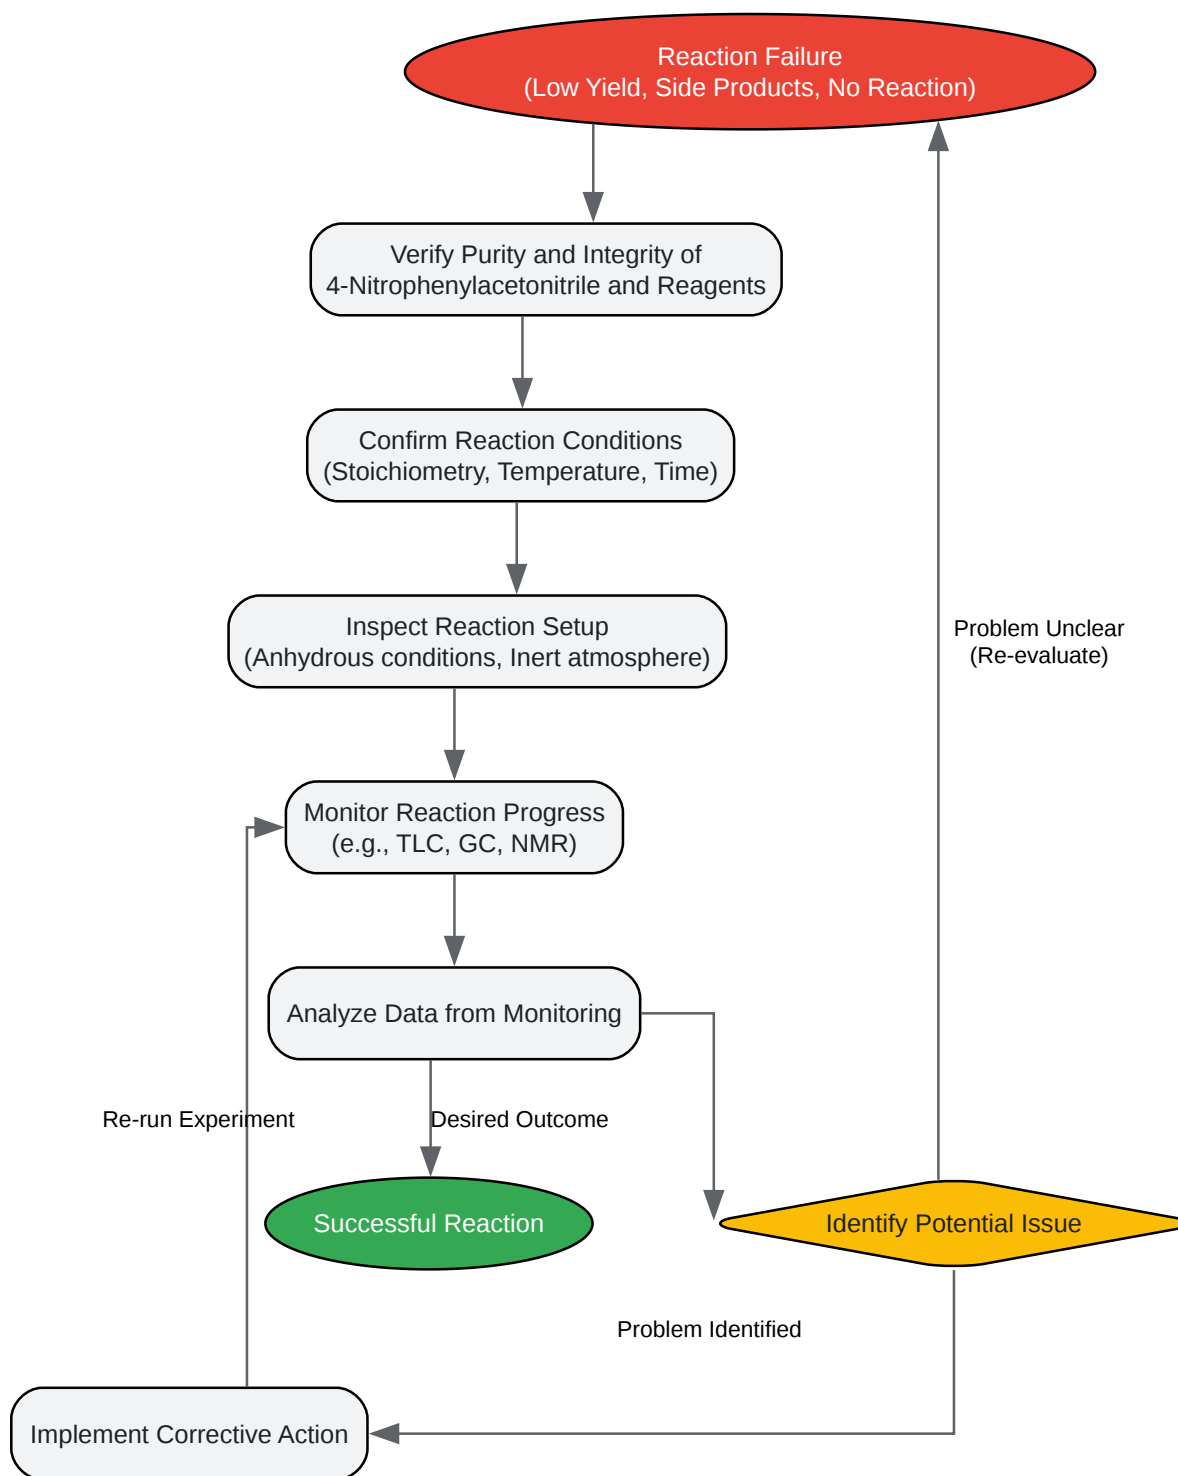 Reaction Failure
(Low Yield, Side Products, No Reaction)
Verify Purity and Integrity of
4-Nitrophenylacetonitrile and Reagents
Confirm Reaction Conditions
(Stoichiometry, Temperature, Time)
Inspect Reaction Setup
(Anhydrous conditions, Inert atmosphere)
Problem Unclear
(Re-evaluate)
Monitor Reaction Progress
(e.g., TLC, GC, NMR)
Analyze Data from Monitoring
Re-run Experiment
Desired Outcome
Successful Reaction
Identify Potential Issue
Problem Identified
Implement Corrective Action